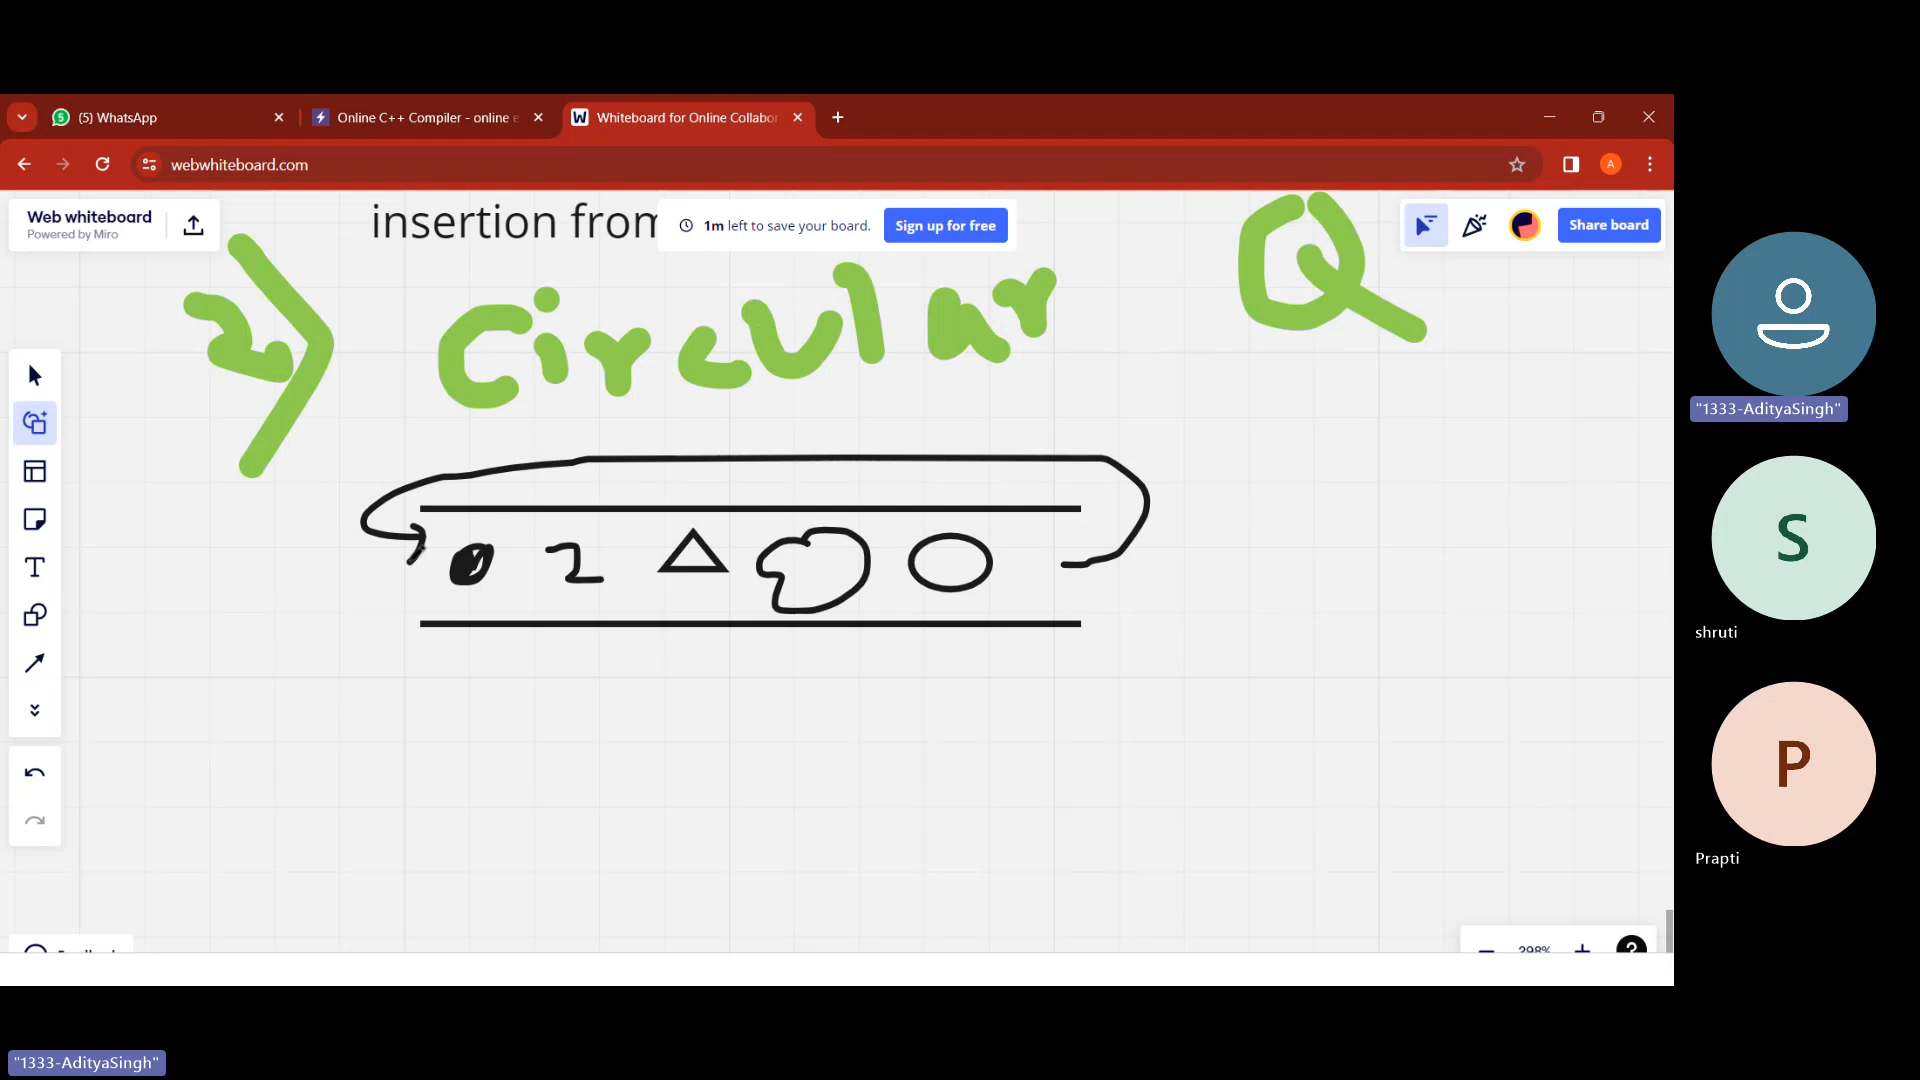 (5) WhatsApp
Online C++ Compiler - online e
Whiteboard for Online Collabor
webwhiteboard.com
A
Web whiteboard
Powered by Miro
insertion from
1m left to save your board.
Sign up for free
Share board
Q
2) Circular
2
T
298%
?
"1333-AdityaSingh"
S
shruti
P
Prapti
"1333-AdityaSingh"